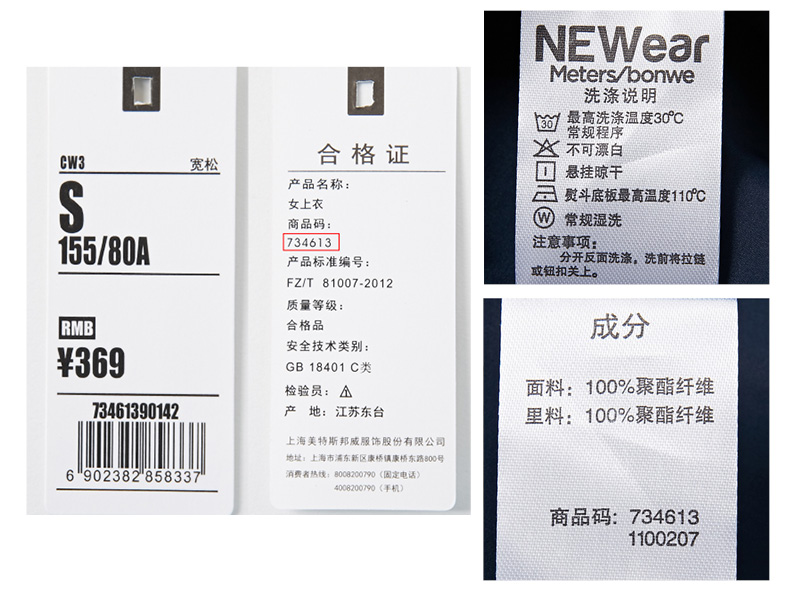 CW3 宽松
S
155/80A
RMB
¥369
73461390142
6 902382 858337
合格证
产品名称：
女上衣
商品码：
734613
产品标准编号：
FZ/T 81007-2012
质量等级：
合格品
安全技术类别：
GB 18401 C类
检验员：
产 地：江苏东台
上海美特斯邦威服饰股份有限公司
地址：上海市浦东新区康桥镇康桥东路800号
消费者热线：8008200790（固定电话）
4008200790（手机）
NEWear
Meters/bonwe
洗涤说明
30 最高洗涤温度30℃
常规程序
不可漂白
悬挂晾干
熨斗底板最高温度110℃
W 常规湿洗
注意事项：
分开反面洗涤，洗前将拉链
或钮扣关上。
成分
面料：100%聚酯纤维
里料：100%聚酯纤维
商品码：734613
1100207